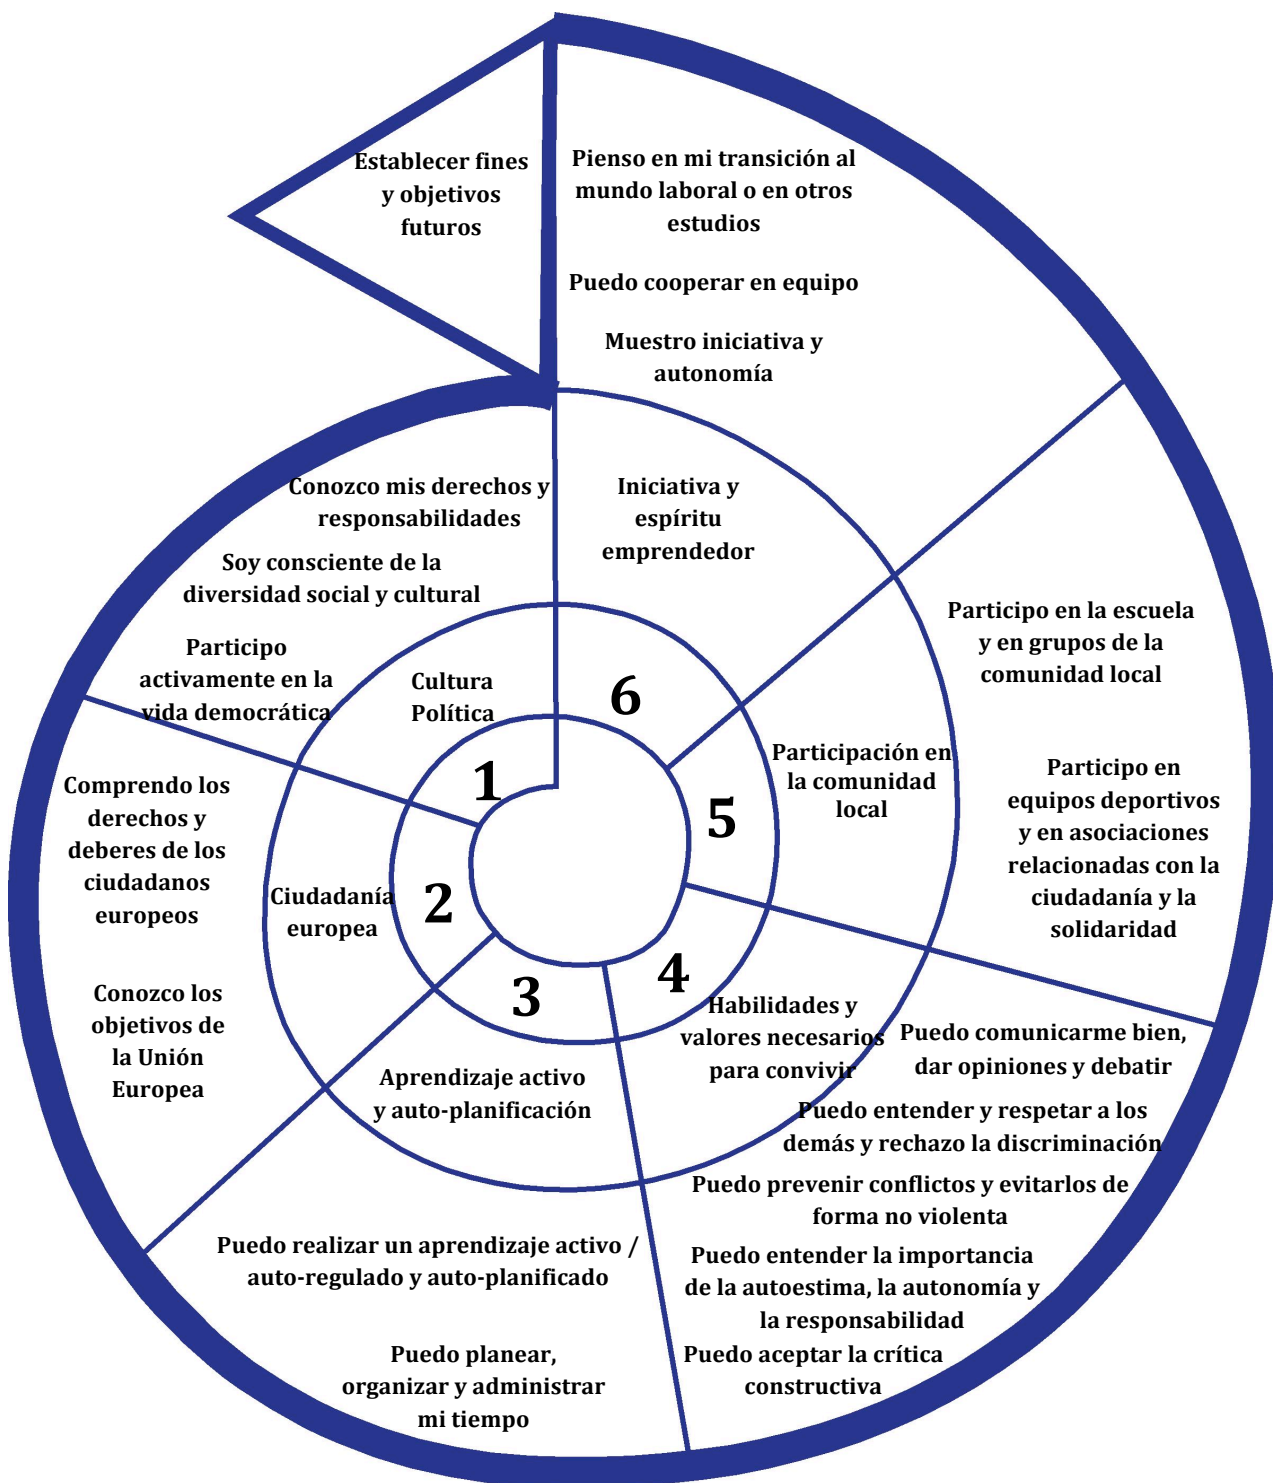 Establecer fines
y objetivos
futuros
Pienso en mi transición al
mundo laboral o en otros
estudios
Puedo cooperar en equipo
Muestro iniciativa y
autonomía
Conozco mis derechos y
responsabilidades
Soy consciente de la
diversidad social y cultural
Participo
activamente en la
vida democrática
Cultura
Política
1
Iniciativa y
espíritu
emprendedor
6
Participo en la escuela
y en grupos de la
comunidad local
Participo en
equipos deportivos
y en asociaciones
relacionadas con la
ciudadanía y la
solidaridad
Participación en
la comunidad
local
5
Comprendo los
derechos y
deberes de los
ciudadanos
europeos
Conozco los
objetivos de
la Unión
Europea
Ciudadanía
europea
2
3
Aprendizaje activo
y auto-planificación
Puedo realizar un aprendizaje activo /
auto-regulado y auto-planificado
Puedo planear,
organizar y administrar
mi tiempo
4
Habilidades y
valores necesarios
para convivir
Puedo comunicarme bien,
dar opiniones y debatir
Puedo entender y respetar a los
demás y rechazo la discriminación
Puedo prevenir conflictos y evitarlos de
forma no violenta
Puedo entender la importancia
de la autoestima, la autonomía y
la responsabilidad
Puedo aceptar la crítica
constructiva